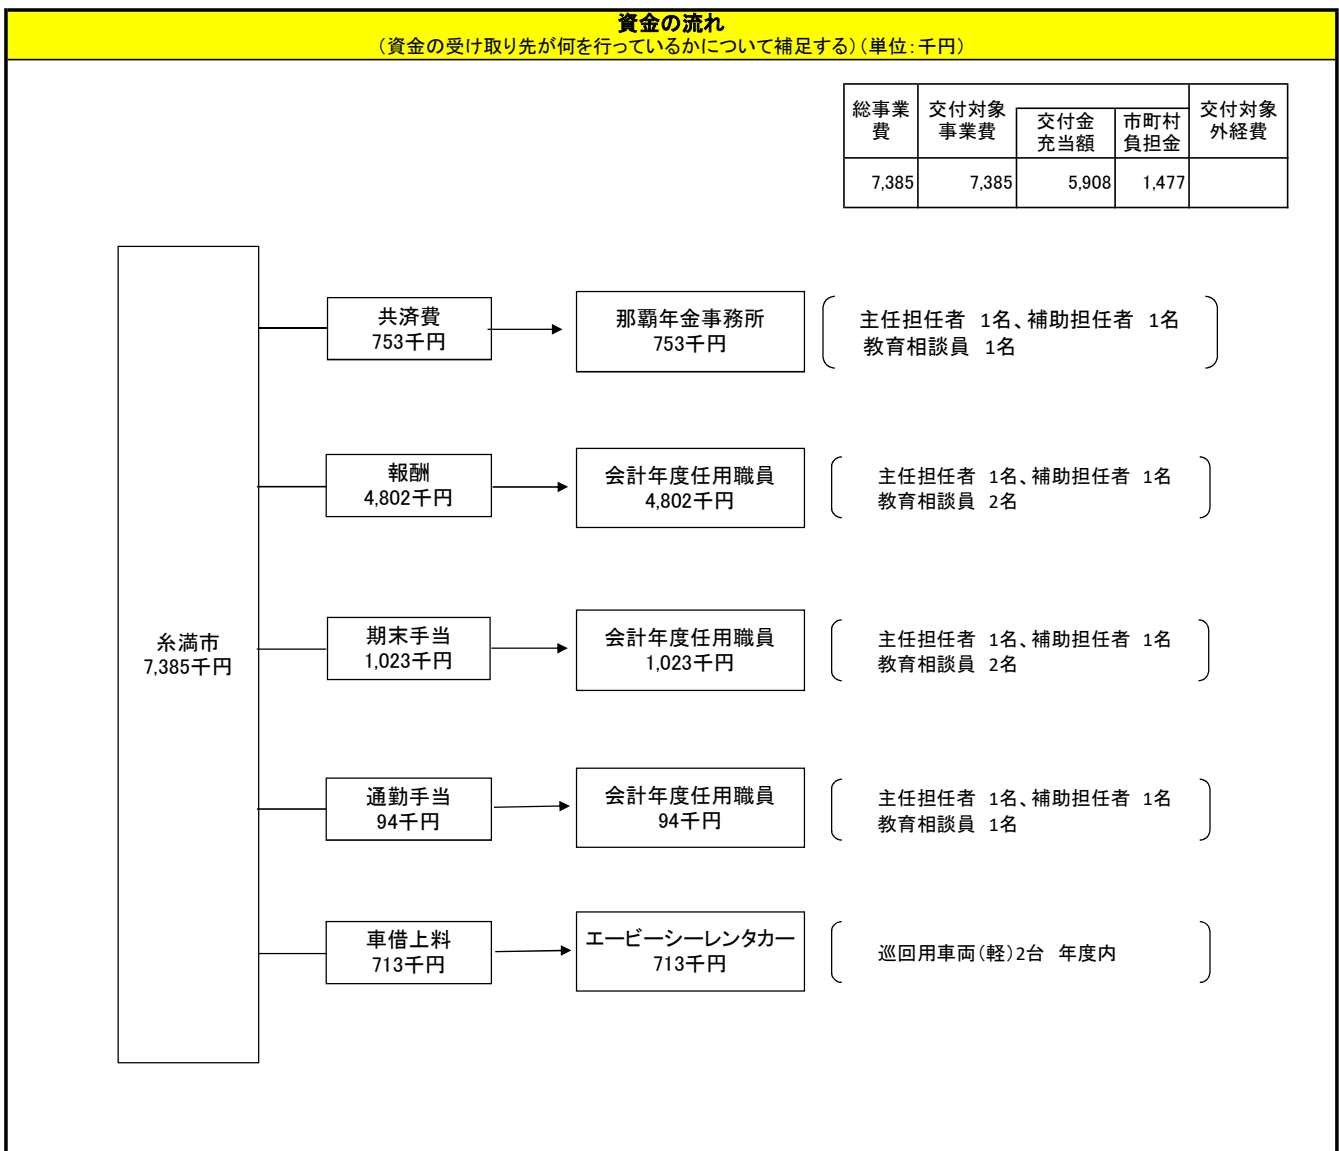 資金の流れ
（資金の受け取り先が何を行っているかについて補足する）（単位：千円）
総事業
費
交付対象
事業費
交付金
充当額
市町村
負担金
交付対象
外経費
7,385
7,385
5,908
1,477
糸満市
7,385千円
共済費
753千円
那覇年金事務所
753千円
主任担任者　1名、補助担任者　1名
教育相談員　1名
報酬
4,802千円
会計年度任用職員
4,802千円
主任担任者　1名、補助担任者　1名
教育相談員　2名
期末手当
1,023千円
会計年度任用職員
1,023千円
主任担任者　1名、補助担任者　1名
教育相談員　2名
通勤手当
94千円
会計年度任用職員
94千円
主任担任者　1名、補助担任者　1名
教育相談員　1名
車借上料
713千円
エービーシーレンタカー
713千円
巡回用車両（軽）2台　年度内